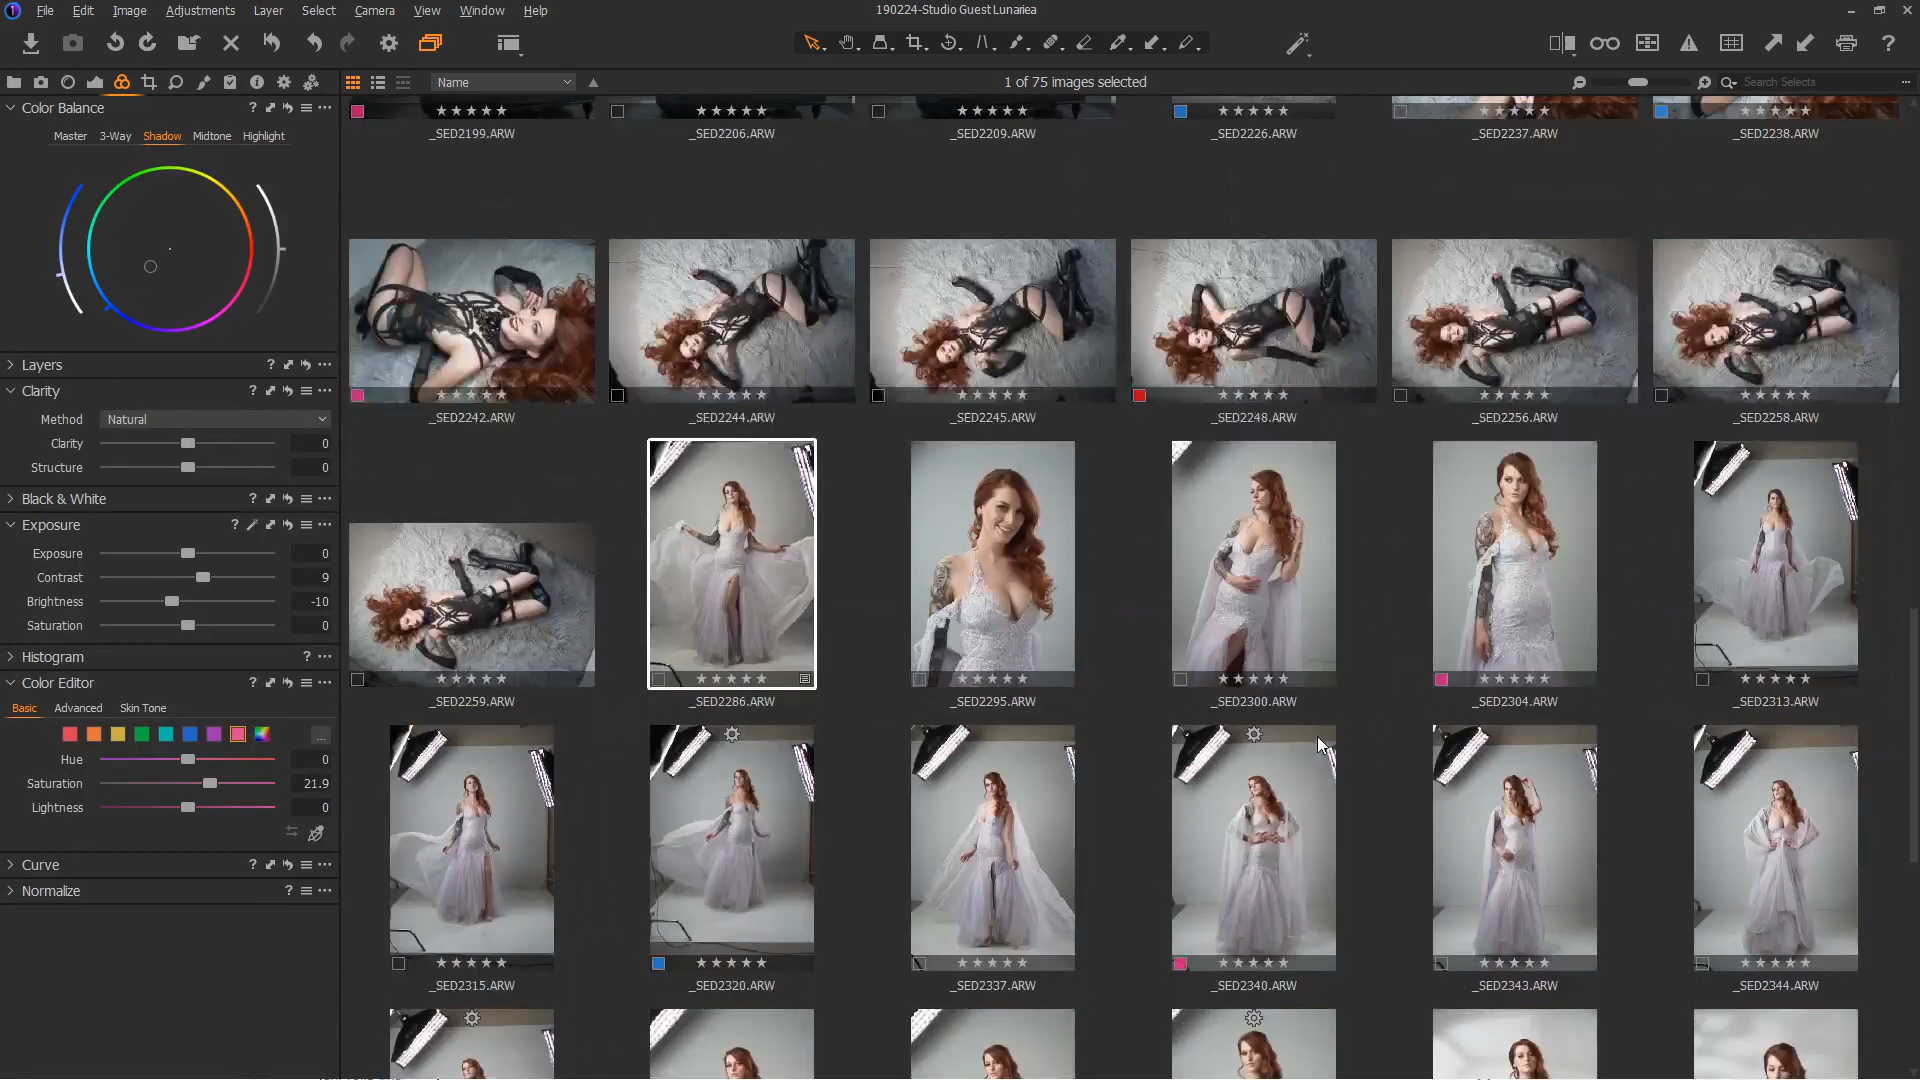 File Edit Image Adjustments Layer Select Camera View Window Help
190224-Studio Guest Lunariea
Name
1 of 75 images selected
Search Selects
Color Balance
Master 3-Way Shadow Midtone Highlight
Layers
Clarity
Method Natural
Clarity 0
Structure 0
Black & White
Exposure
Exposure 0
Contrast 9
Brightness -10
Saturation 0
Histogram
Color Editor
Basic Advanced Skin Tone
Hue 0
Saturation 21.9
Lightness 0
Curve
Normalize
_SED2199.ARW _SED2206.ARW _SED2209.ARW _SED2226.ARW _SED2237.ARW _SED2238.ARW
_SED2242.ARW _SED2244.ARW _SED2245.ARW _SED2248.ARW _SED2256.ARW _SED2258.ARW
_SED2259.ARW _SED2286.ARW _SED2295.ARW _SED2300.ARW _SED2304.ARW _SED2313.ARW
_SED2315.ARW _SED2320.ARW _SED2337.ARW _SED2340.ARW _SED2343.ARW _SED2344.ARW